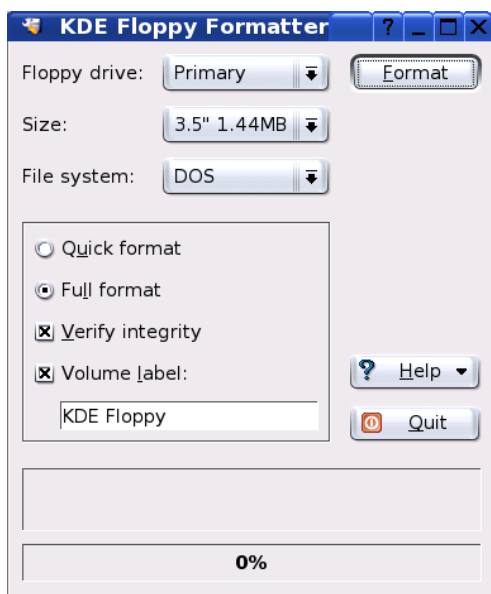 KDE Floppy Formatter ?
Floppy drive: Primary Format
Size: 3.5" 1.44MB
File system: DOS
Quick format
Full format
Verify integrity
Volume label:
KDE Floppy
? Help
Quit
0%